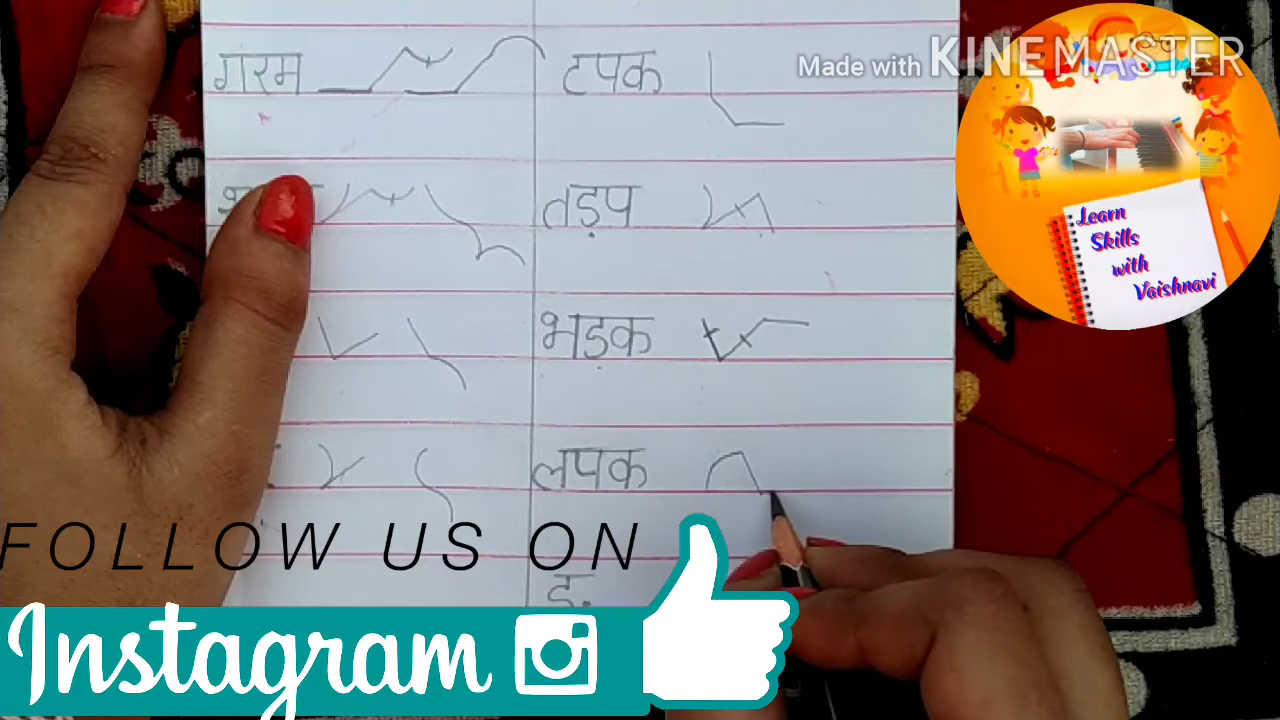 गरम टपक
तड़प
भड़क
लपक
ड.
Made with KINEMASTER
Learn
Skills
with
Vaishnavi
FOLLOW US ON
Instagram